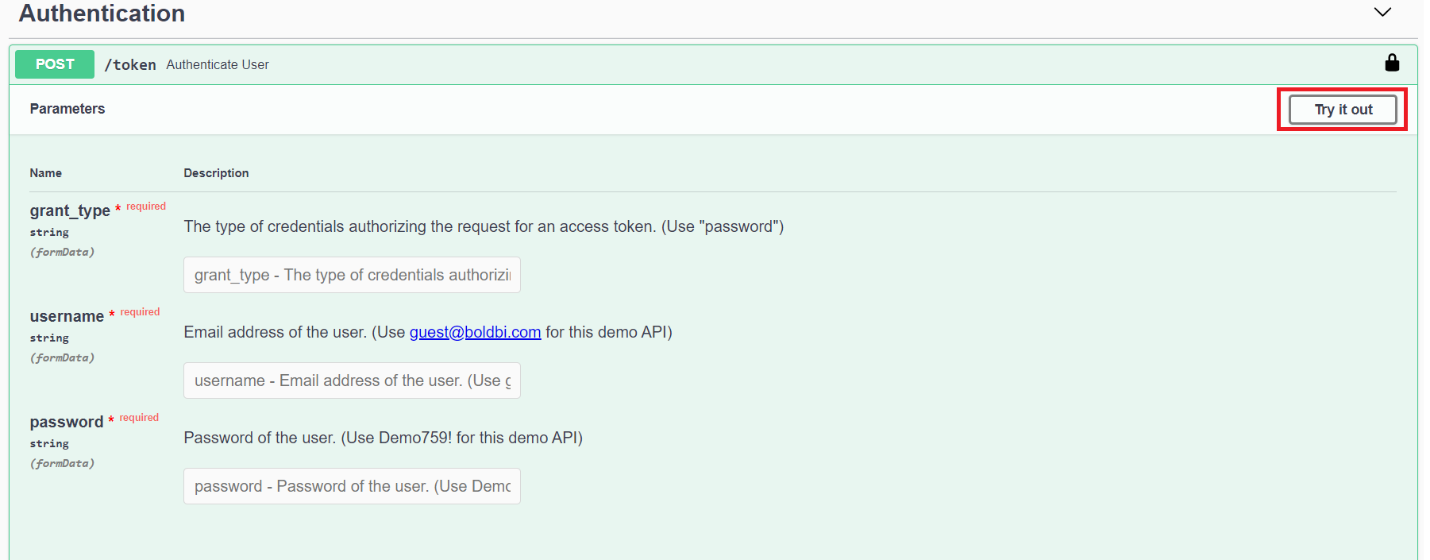 Authentication
POST /token Authenticate User
Parameters
Try it out
Name Description
grant_type * required
string
(formData)
The type of credentials authorizing the request for an access token. (Use "password")
grant_type - The type of credentials authorizi
username * required
string
(formData)
Email address of the user. (Use guest@boldbi.com for this demo API)
username - Email address of the user. (Use g
password * required
string
(formData)
Password of the user. (Use Demo759! for this demo API)
password - Password of the user. (Use Demo